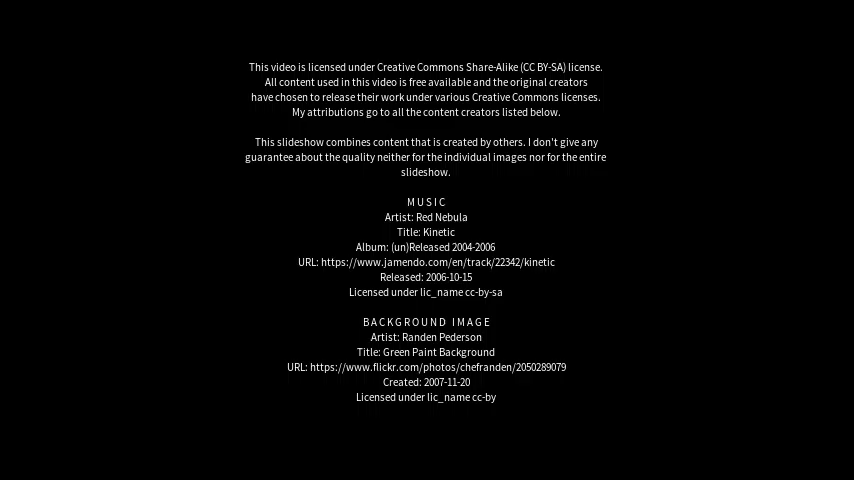 This video is licensed under Creative Commons Share-Alike (CC BY-SA) license.
All content used in this video is free available and the original creators
have chosen to release their work under various Creative Commons licenses.
My attributions go to all the content creators listed below.
This slideshow combines content that is created by others. I don't give any
guarantee about the quality neither for the individual images nor for the entire
slideshow.
MUSIC
Artist: Red Nebula
Title: Kinetic
Album: (un)Released 2004-2006
URL: https://www.jamendo.com/en/track/22342/kinetic
Released: 2006-10-15
Licensed under lic_name cc-by-sa
BACKGROUND IMAGE
Artist: Randen Pederson
Title: Green Paint Background
URL: https://www.flickr.com/photos/chefranden/2050289079
Created: 2007-11-20
Licensed under lic_name cc-by